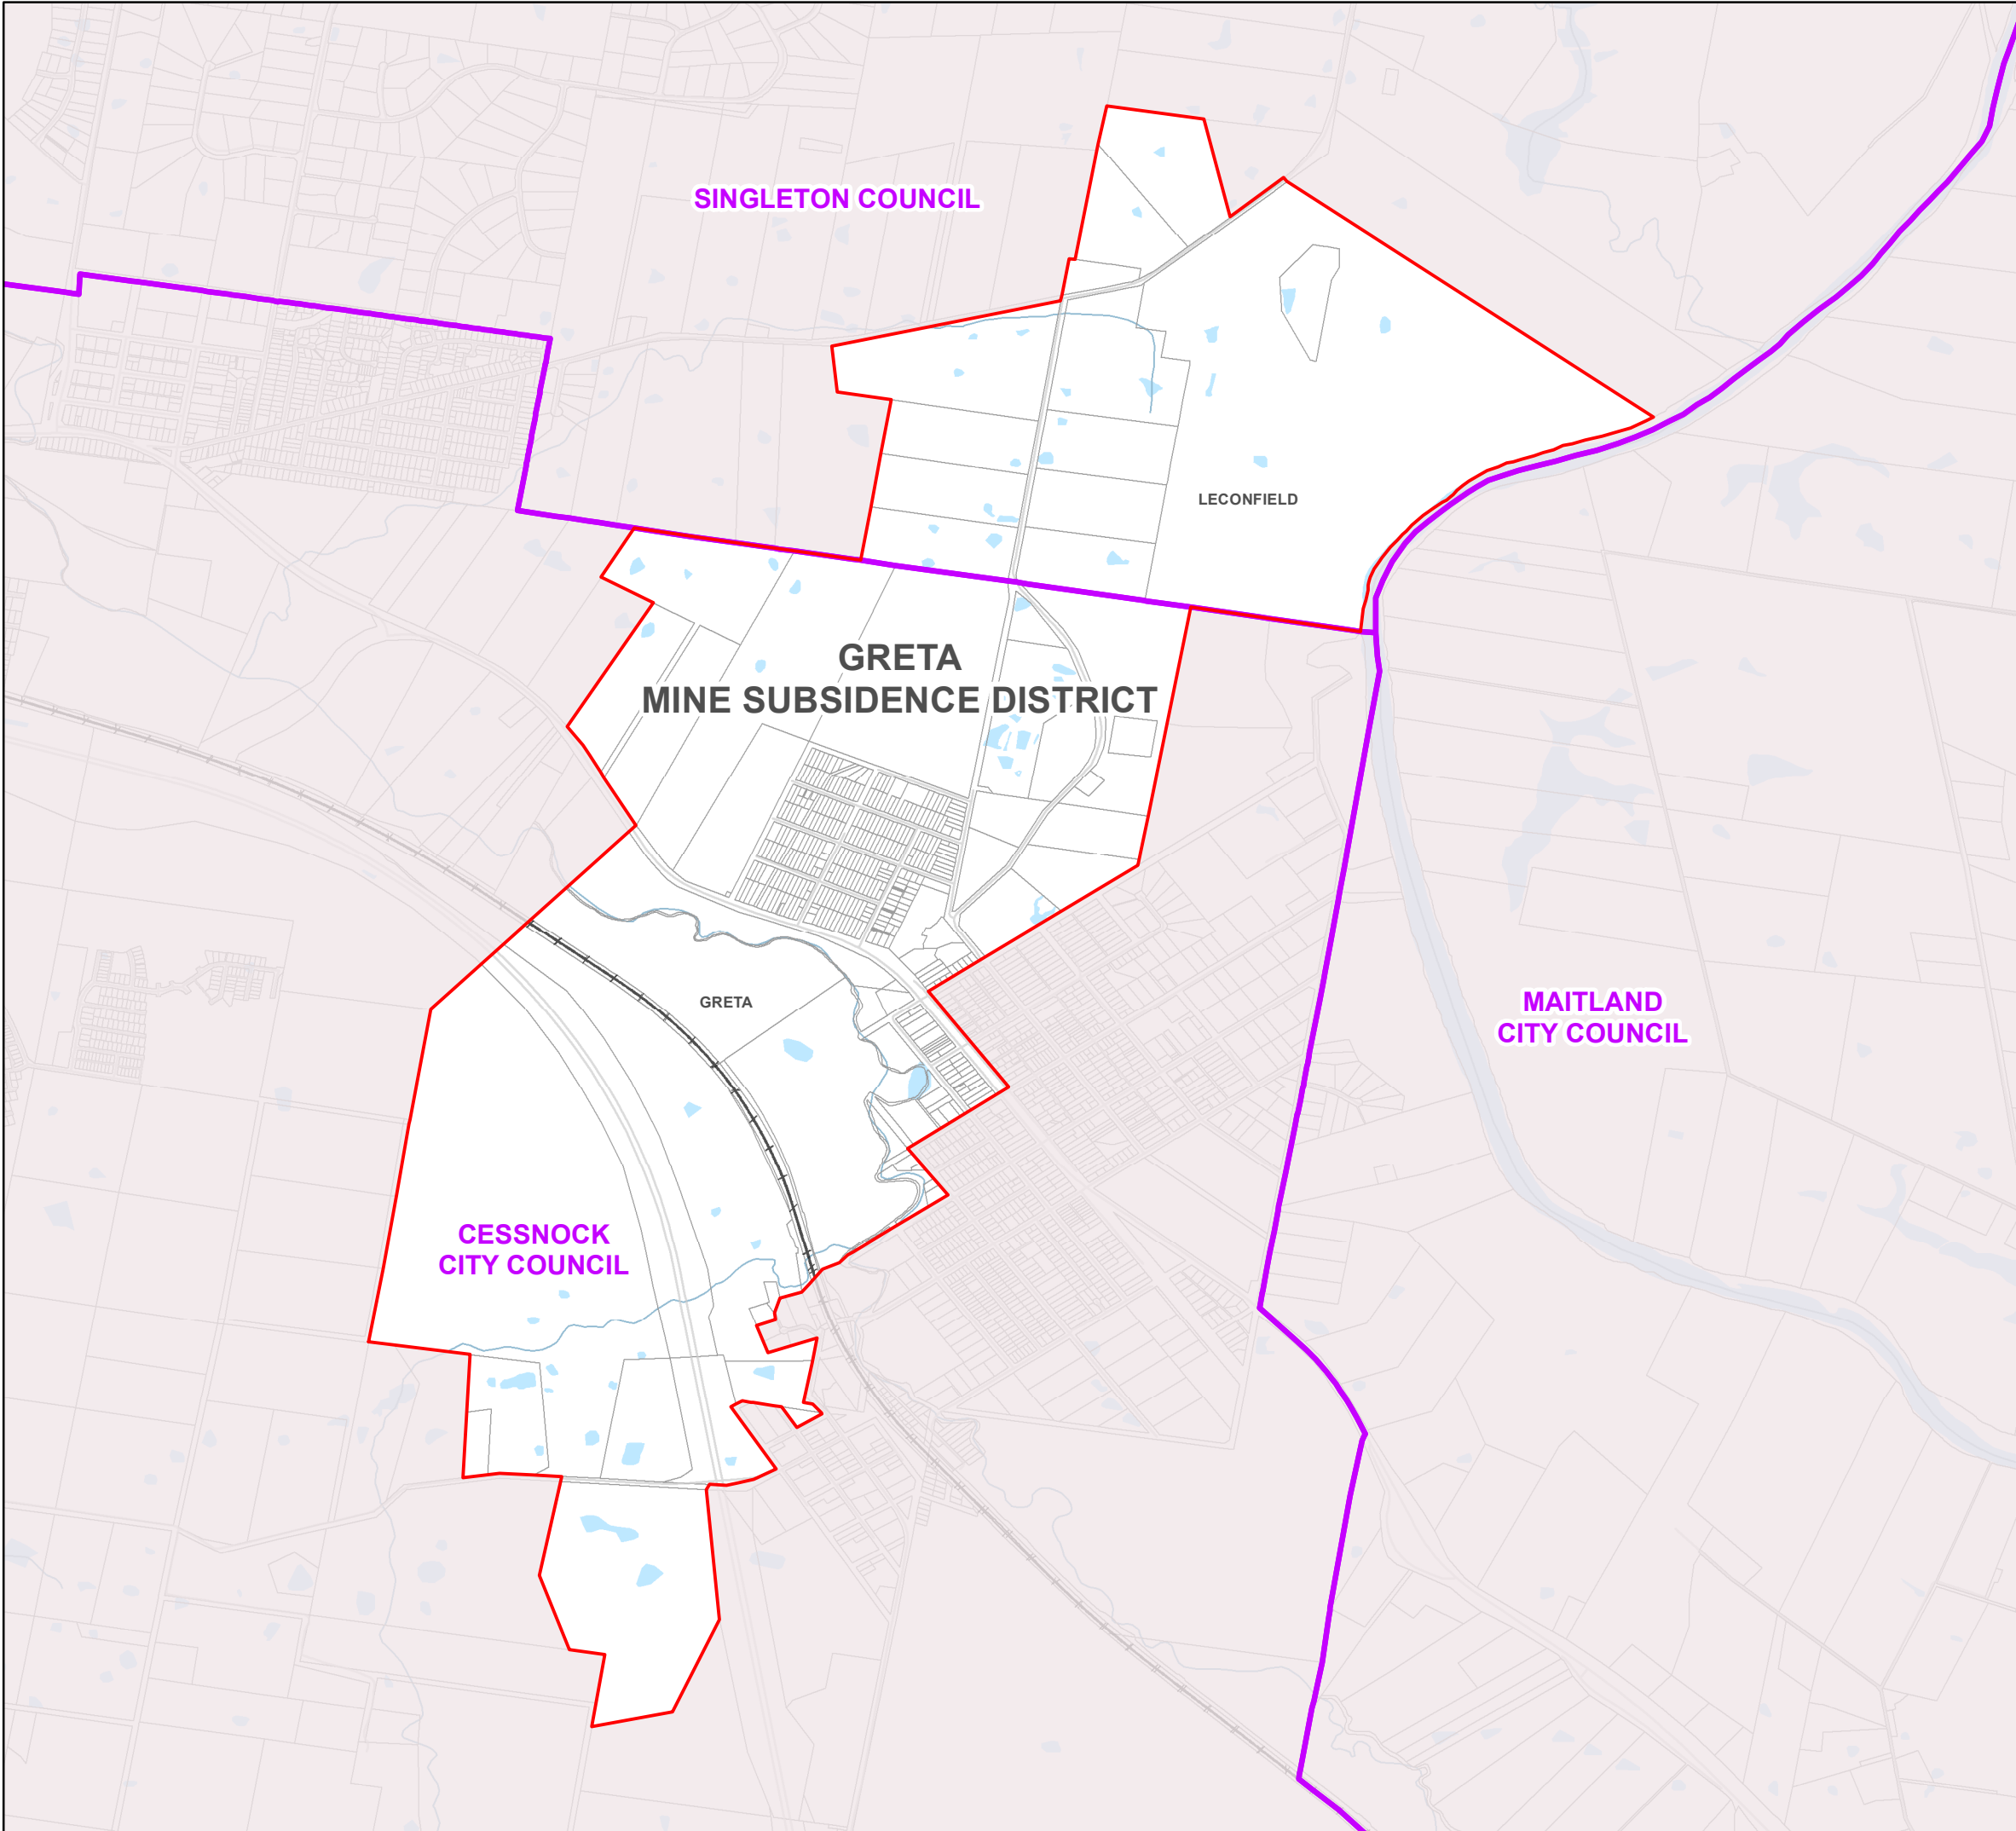 SINGLETON COUNCIL
LECONFIELD
GRETA
MINE SUBSIDENCE DISTRICT
GRETA
MAITLAND
CITY COUNCIL
CESSNOCK
CITY COUNCIL